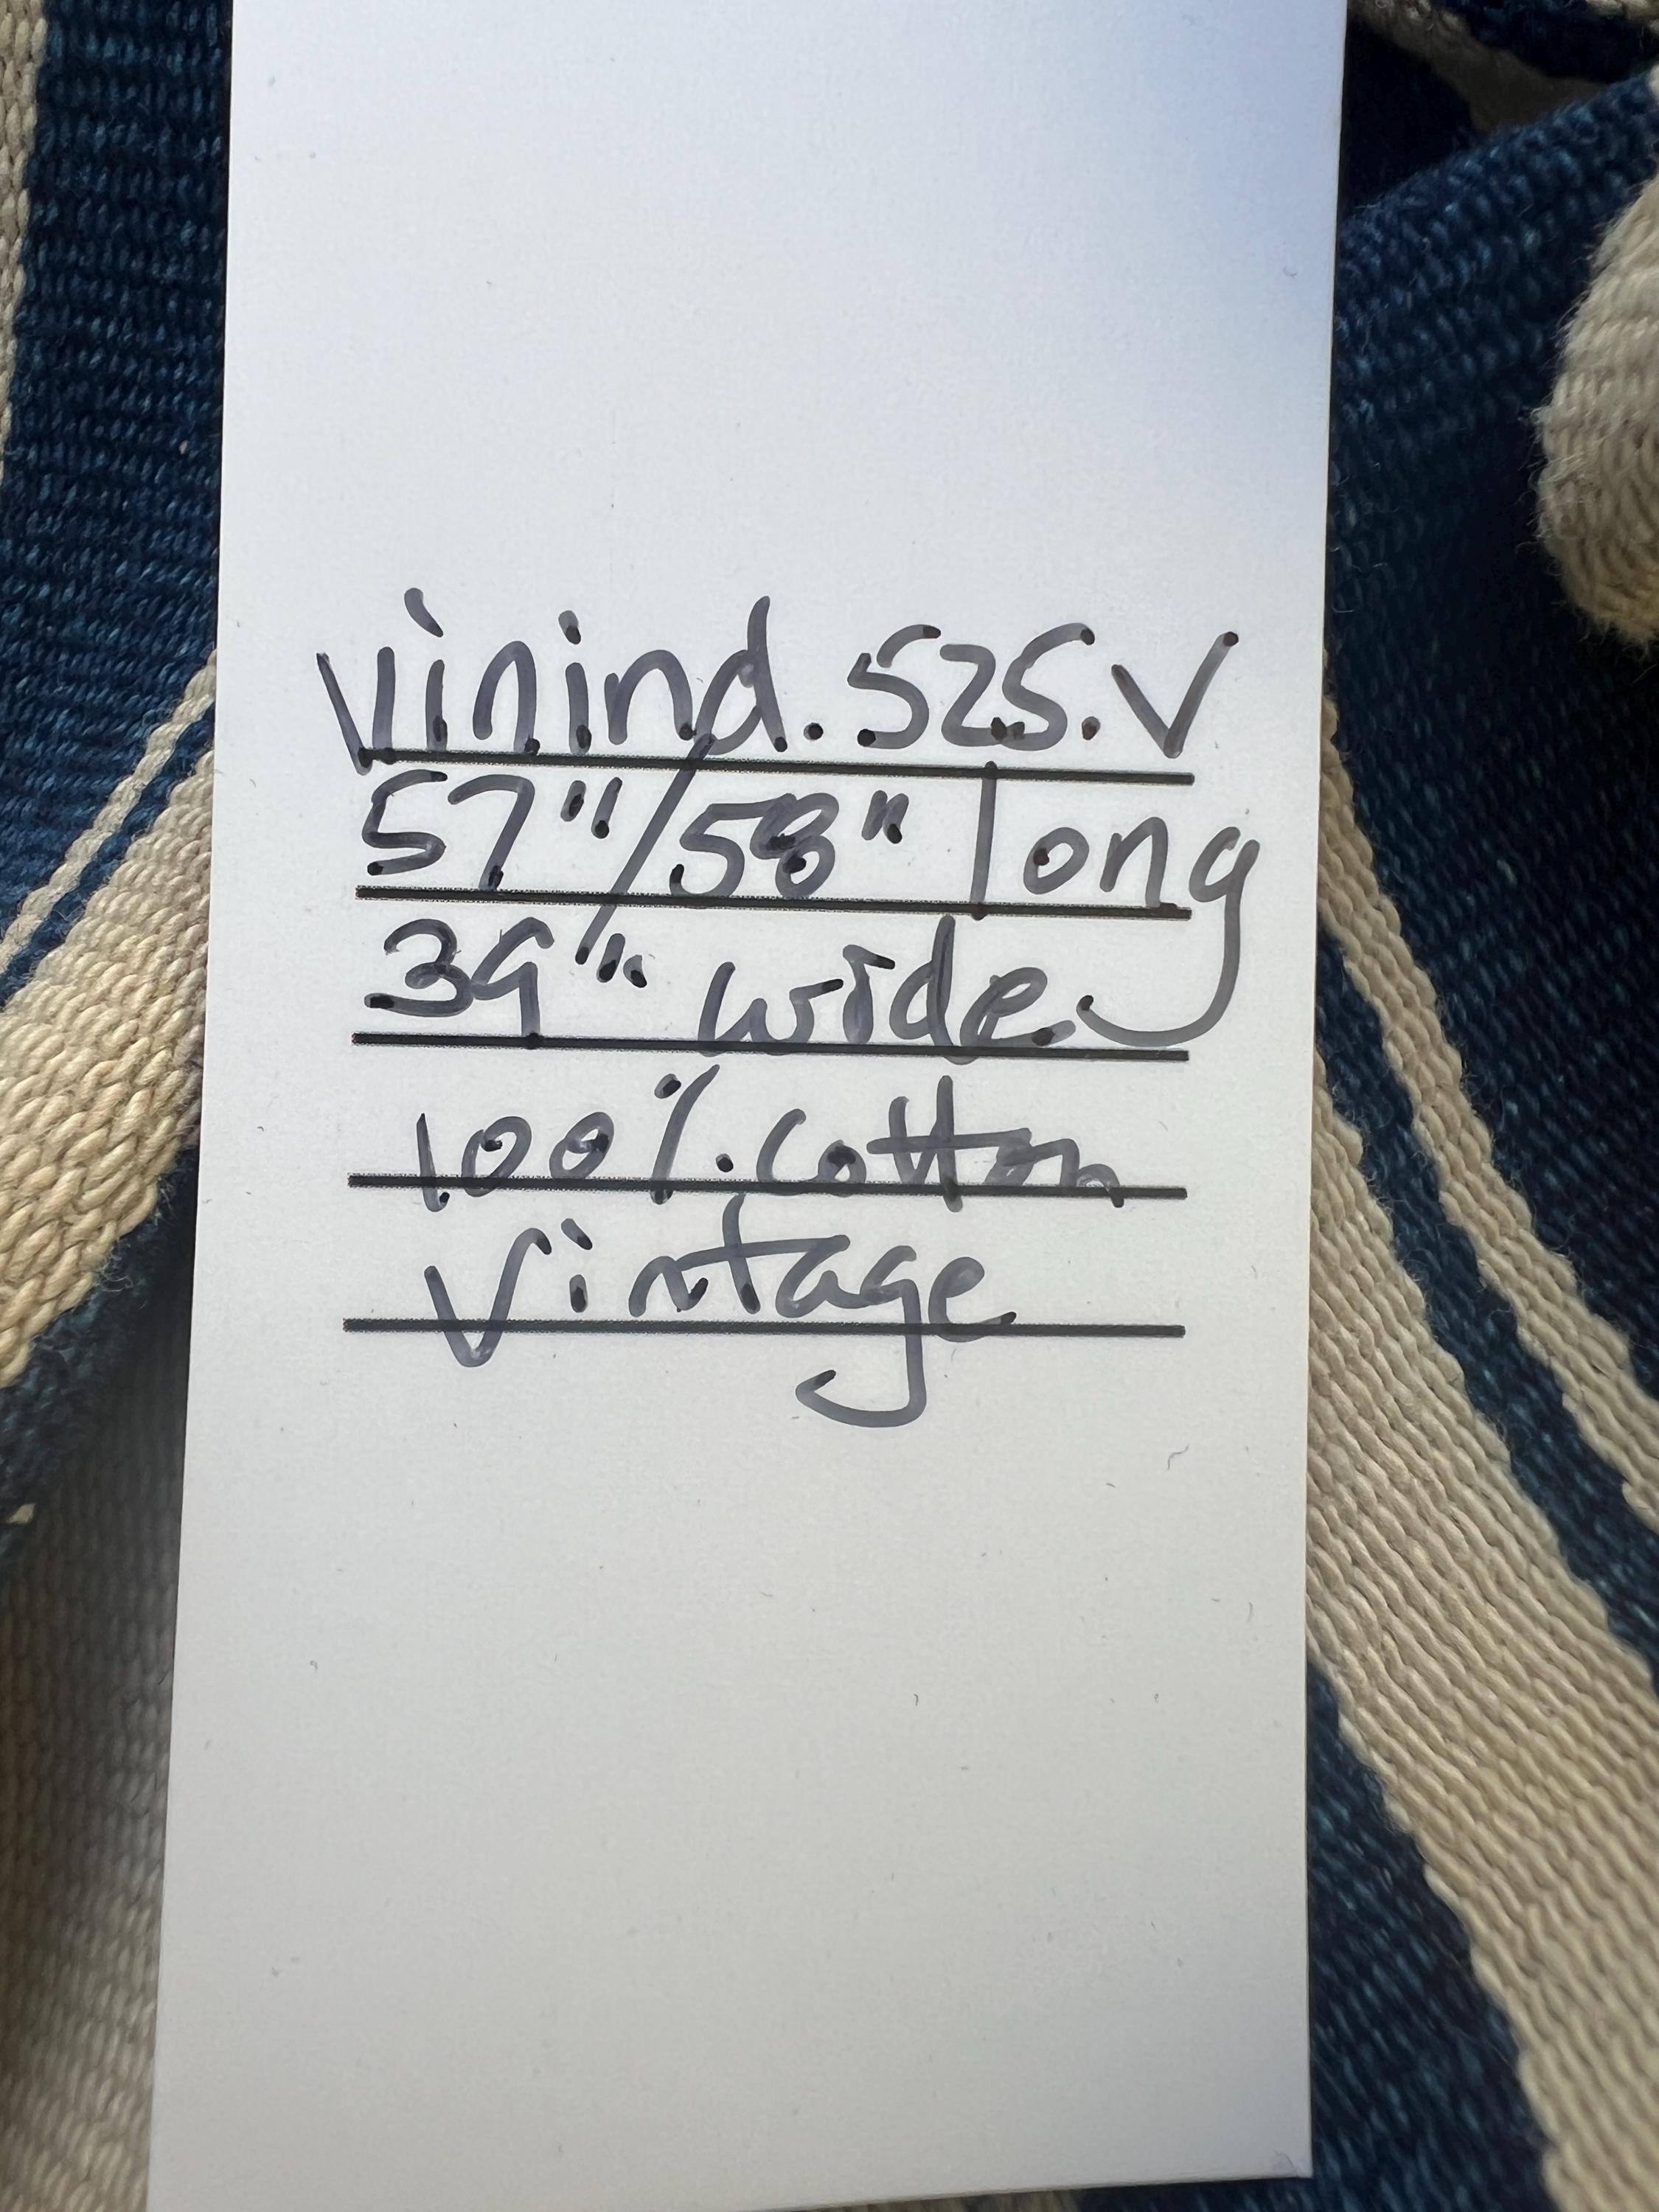 vinind.525.V
57"/58" long
39" wide.
100%.cotton
Vintage